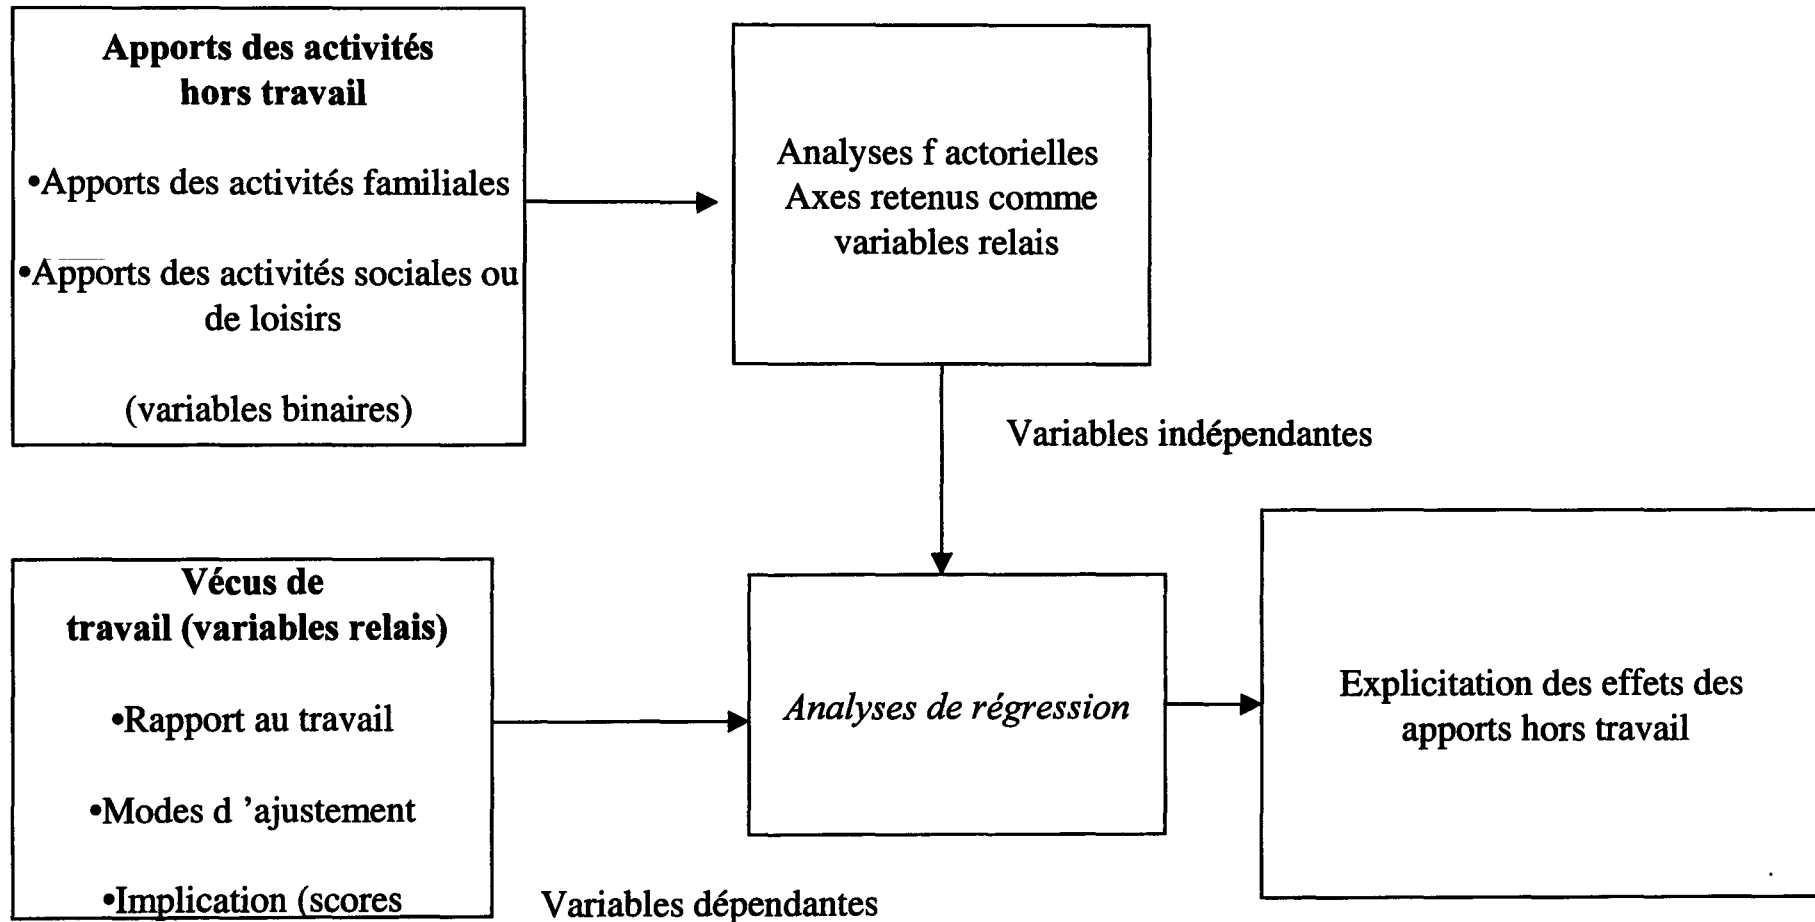 Apports des activités
hors travail
•Apports des activités familiales
•Apports des activités sociales ou
de loisirs
(variables binaires)
Analyses f actorielles
Axes retenus comme
variables relais
Variables indépendantes
Vécus de
travail (variables relais)
•Rapport au travail
•Modes d ’ajustement
•Implication (scores
Variables dépendantes
Analyses de régression
Explicitation des effets des
apports hors travail